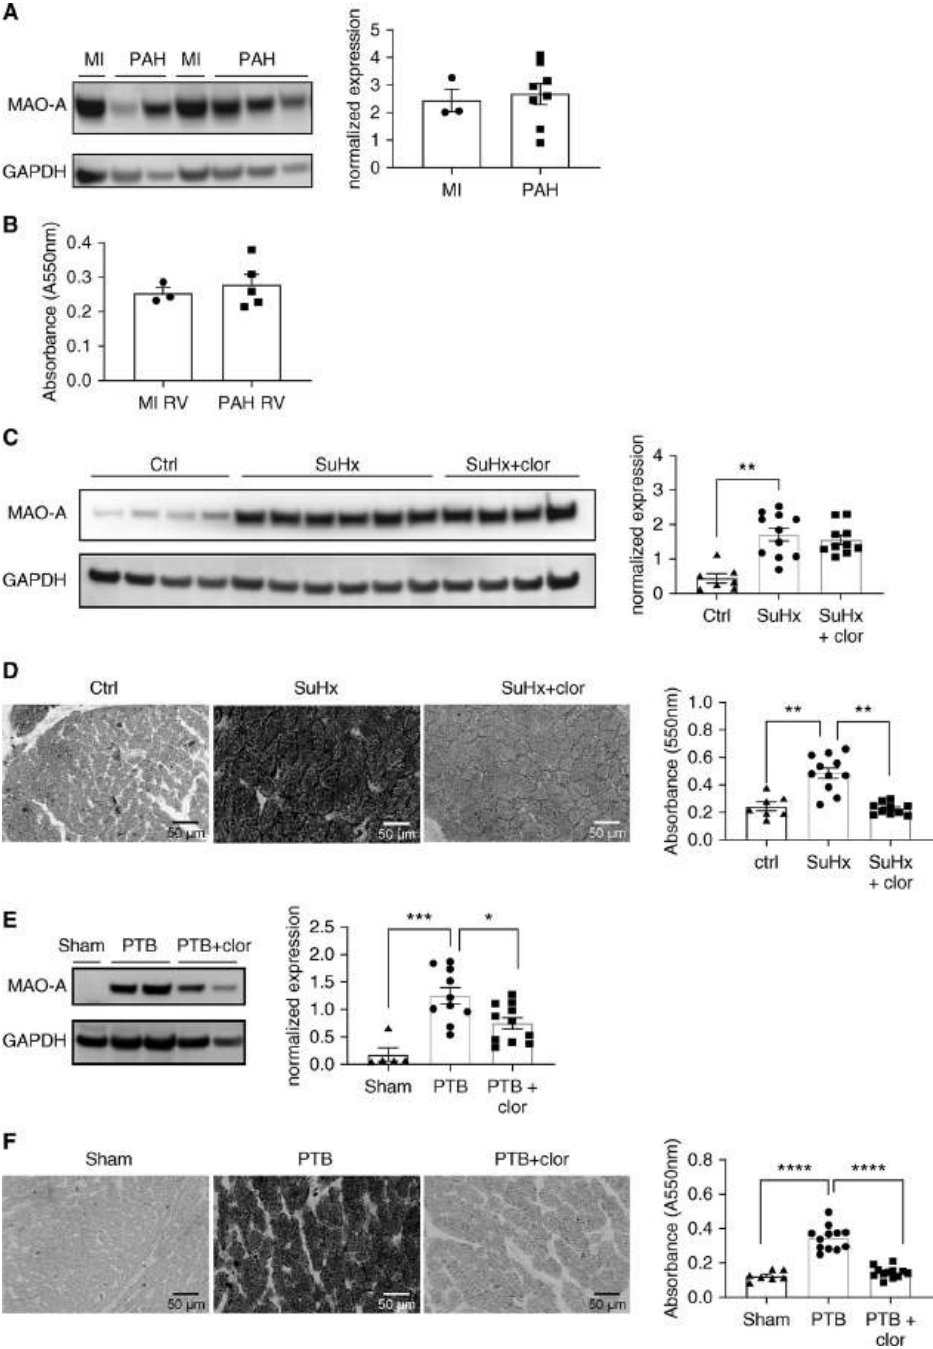 A
MI PAH MI PAH
MAO-A
GAPDH
normalized expression
5
4
3
2
1
0
MI PAH
B
Absorbance (A550nm)
0.4
0.3
0.2
0.1
0.0
MI RV PAH RV
C
Ctrl SuHx SuHx+clor
MAO-A
GAPDH
normalized expression
4
3
2
1
0
**
Ctrl SuHx SuHx
+ clor
D
Ctrl SuHx SuHx+clor
50 µm 50 µm 50 µm
Absorbance (550nm)
1.0
0.8
0.6
0.4
0.2
0.0
** **
ctrl SuHx SuHx
+ clor
E
Sham PTB PTB+clor
MAO-A
GAPDH
normalized expression
2.5
2.0
1.5
1.0
0.5
0.0
*** *
Sham PTB PTB +
clor
F
Sham PTB PTB+clor
50 µm 50 µm 50 µm
Absorbance (A550nm)
0.8
0.6
0.4
0.2
0.0
**** ****
Sham PTB PTB +
clor